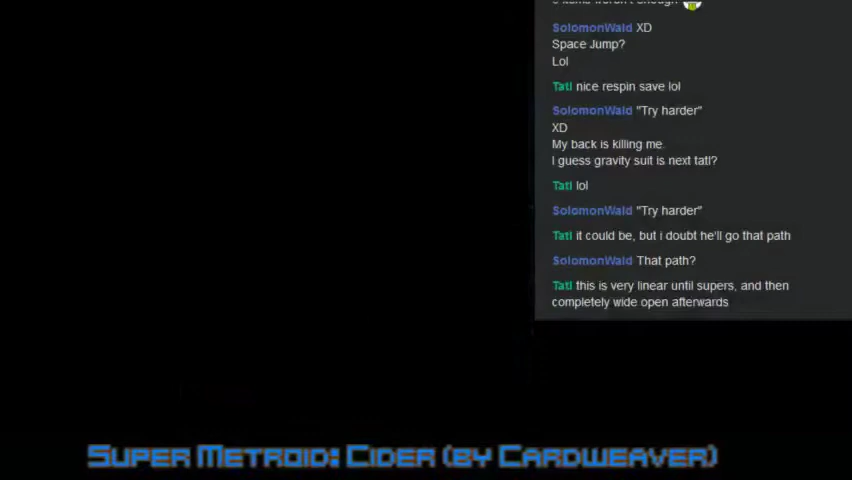 SolomonWald XD
Space Jump?
Lol
Tatl nice respin save lol
SolomonWald "Try harder"
XD
My back is killing me.
I guess gravity suit is next tatl?
Tatl lol
SolomonWald "Try harder"
Tatl it could be, but i doubt he'll go that path
SolomonWald That path?
Tatl this is very linear until supers, and then
completely wide open afterwards
Super Metroid: Cider (by Cardweaver)